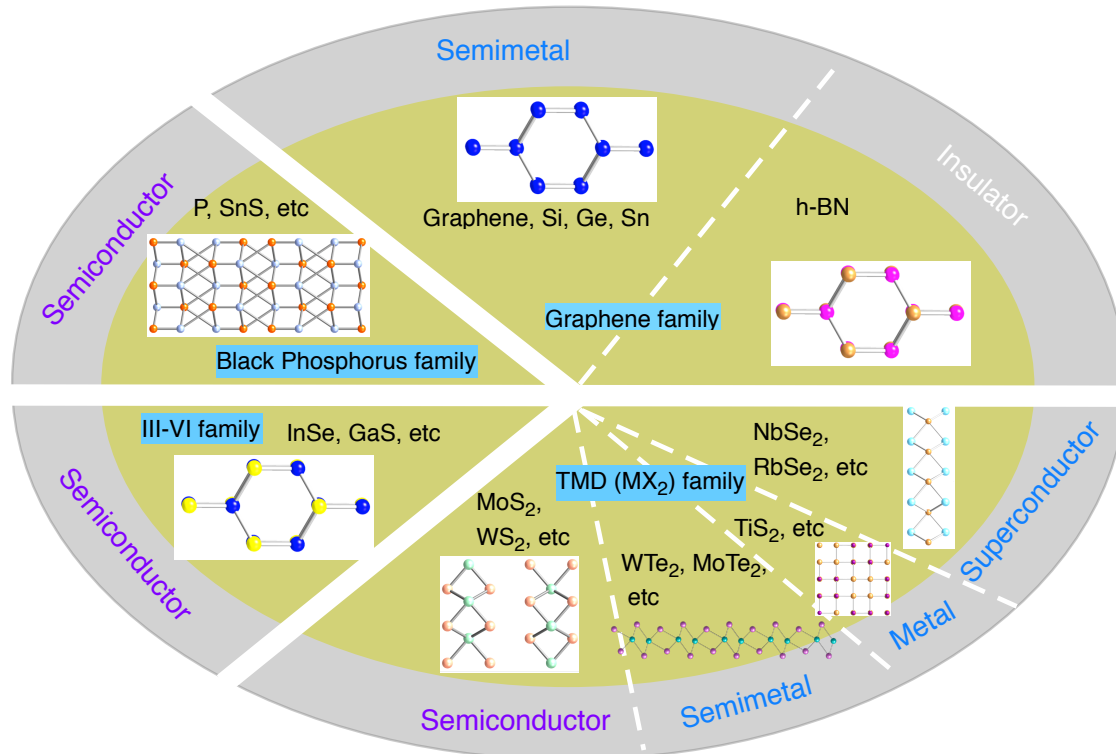 Semimetal
Insulator
Semiconductor
P, SnS, etc
Graphene, Si, Ge, Sn
h-BN
Graphene family
Black Phosphorus family
III-VI family
InSe, GaS, etc
Semiconductor
TMD (MX₂) family
MoS₂,
WS₂, etc
NbSe₂,
RbSe₂, etc
TiS₂, etc
WTe₂, MoTe₂,
etc
Superconductor
Metal
Semimetal
Semiconductor